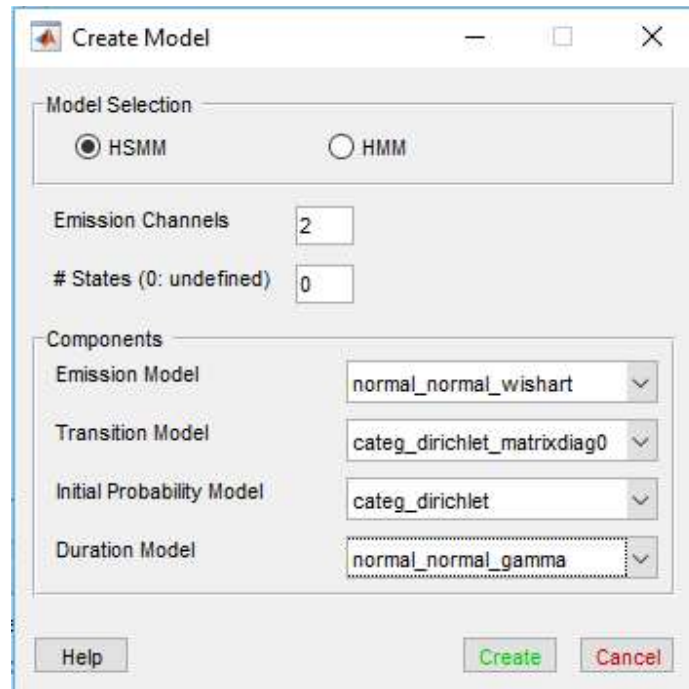 Create Model
Model Selection
HSMM HMM
Emission Channels 2
# States (0: undefined) 0
Components
Emission Model normal_normal_wishart
Transition Model categ_dirichlet_matrixdiag0
Initial Probability Model categ_dirichlet
Duration Model normal_normal_gamma
Help Create Cancel